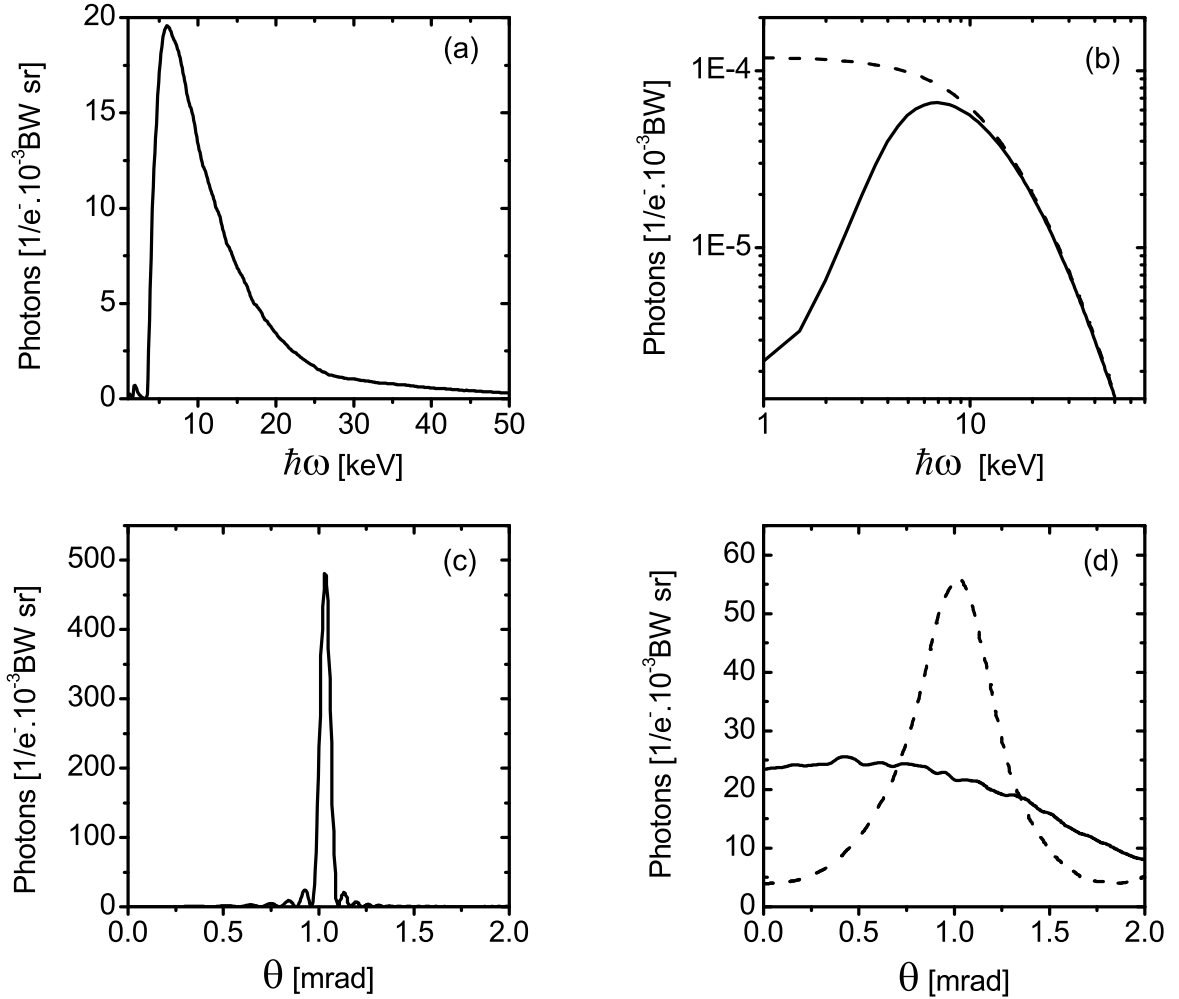 (a)
20
15
10
5
0
10 20 30 40 50
ħω [keV]
Photons [1/e⁻.10⁻³BW sr]
(b)
1E-4
1E-5
1 10
ħω [keV]
Photons [1/e⁻.10⁻³BW]
(c)
500
400
300
200
100
0
0.0 0.5 1.0 1.5 2.0
θ [mrad]
Photons [1/e⁻.10⁻³BW sr]
(d)
60
50
40
30
20
10
0
0.0 0.5 1.0 1.5 2.0
θ [mrad]
Photons [1/e⁻.10⁻³BW sr]